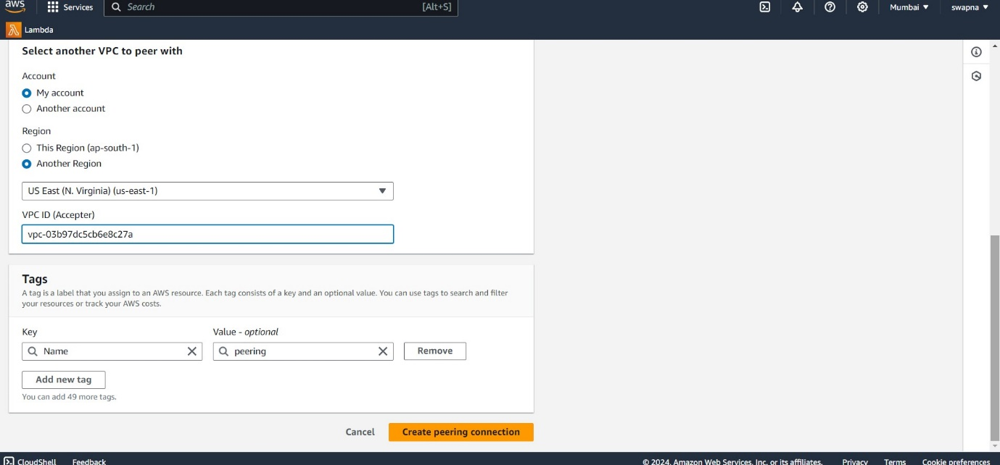 aws
Services
Search
[Alt+S]
Mumbai
swapna
Lambda
Select another VPC to peer with
Account
My account
Another account
Region
This Region (ap-south-1)
Another Region
US East (N. Virginia) (us-east-1)
VPC ID (Accepter)
vpc-03b97dc5cb6e8c27a
Tags
A tag is a label that you assign to an AWS resource. Each tag consists of a key and an optional value. You can use tags to search and filter
your resources or track your AWS costs.
Key
Value - optional
Name
peering
Remove
Add new tag
You can add 49 more tags.
Cancel
Create peering connection
CloudShell
Feedback
© 2024, Amazon Web Services, Inc. or its affiliates.
Privacy
Terms
Cookie preferences